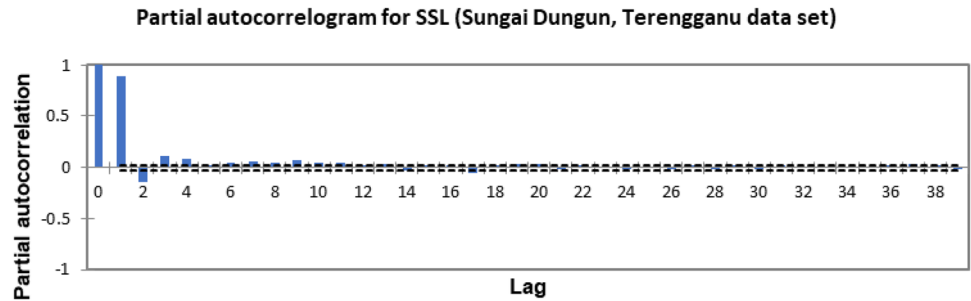 Partial autocorrelogram for SSL (Sungai Dungun, Terengganu data set)
Partial autocorrelation
1
0.5
0
-0.5
-1
0 2 4 6 8 10 12 14 16 18 20 22 24 26 28 30 32 34 36 38
Lag